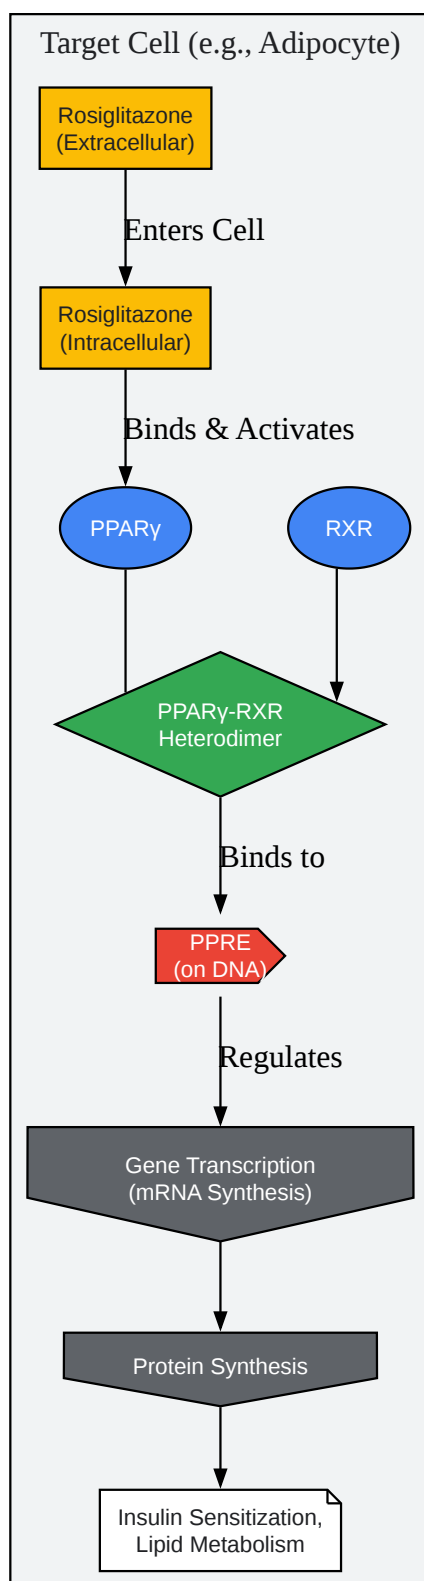 Target Cell (e.g., Adipocyte)
Rosiglitazone
(Extracellular)
Enters Cell
Rosiglitazone
(Intracellular)
Binds & Activates
PPARγ
RXR
PPARγ-RXR
Heterodimer
Binds to
PPRE
(on DNA)
Regulates
Gene Transcription
(mRNA Synthesis)
Protein Synthesis
Insulin Sensitization,
Lipid Metabolism